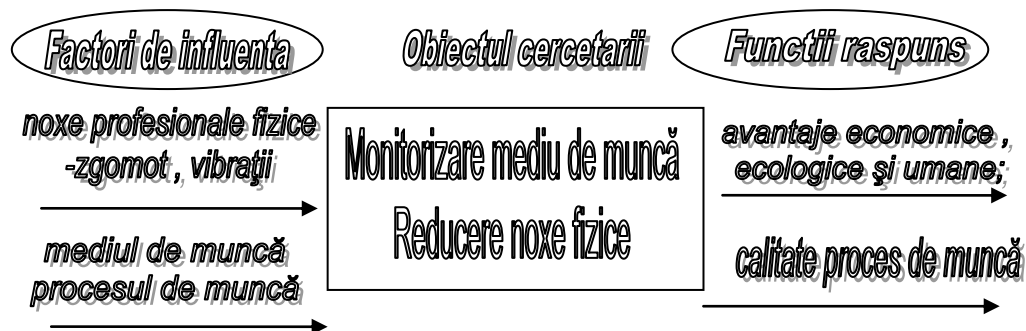 Factori de influenta
Obiectul cercetarii
Functii raspuns
noxe profesionale fizice
-zgomot , vibraţii
mediul de muncă
procesul de muncă
Monitorizare mediu de muncă
Reducere noxe fizice
avantaje economice ,
ecologice şi umane;
calitate proces de muncă